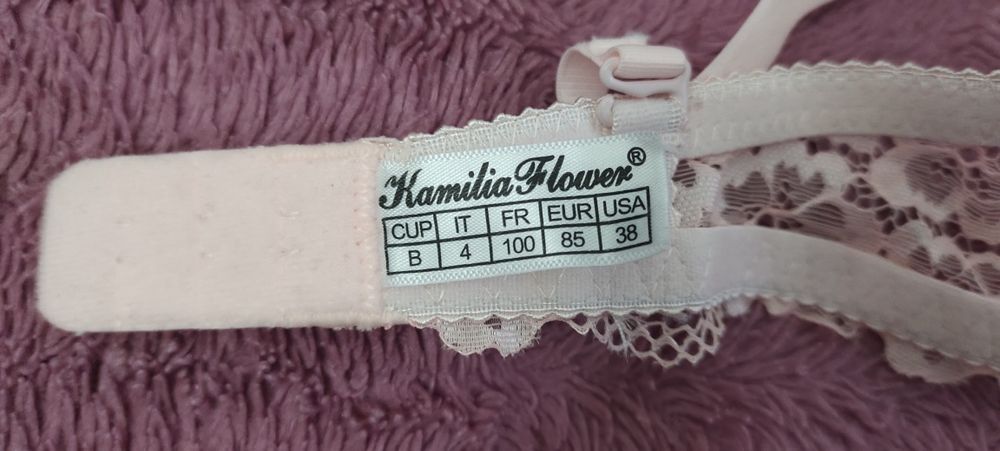 Kamilia Flower®
CUP IT FR EUR USA
B 4 100 85 38